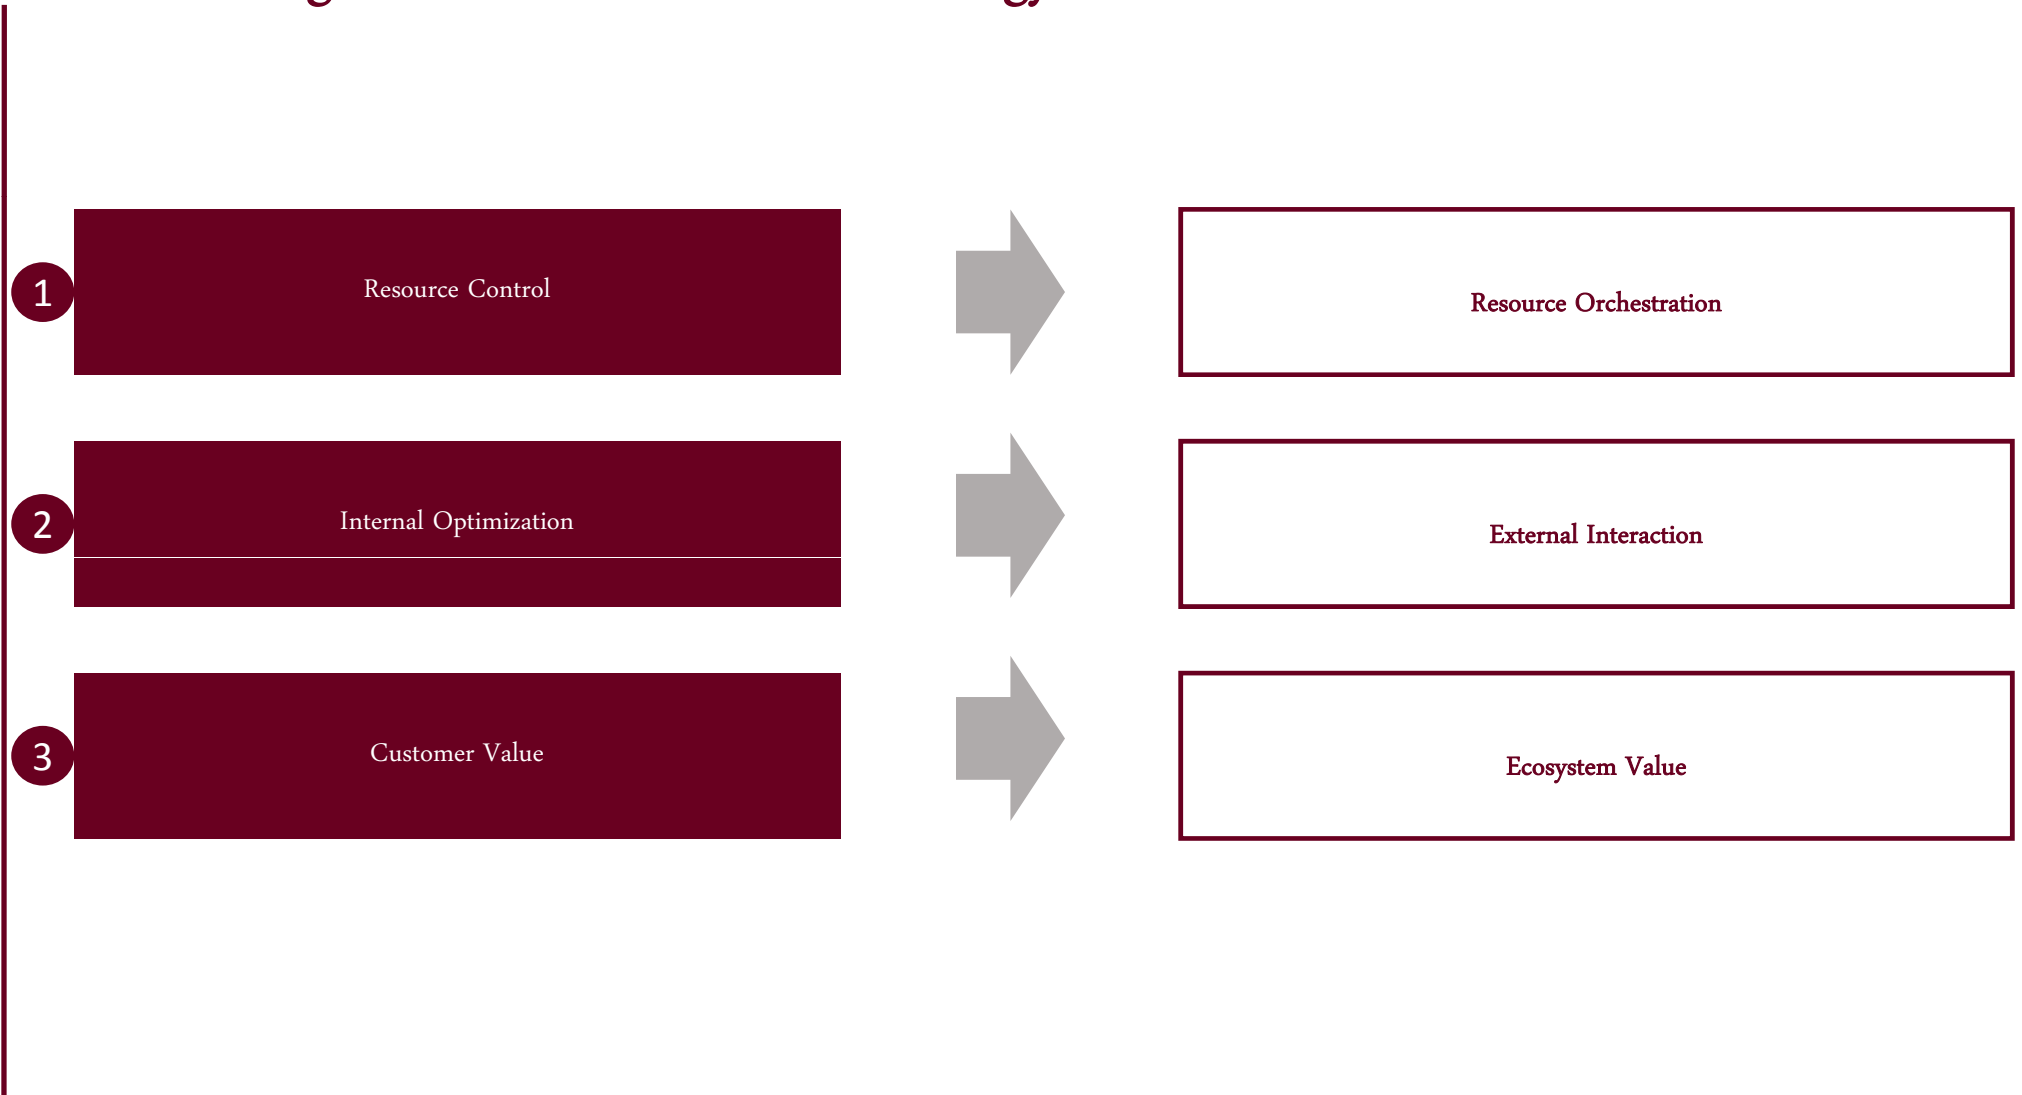 1
Resource Control
Resource Orchestration
2
Internal Optimization
External Interaction
3
Customer Value
Ecosystem Value